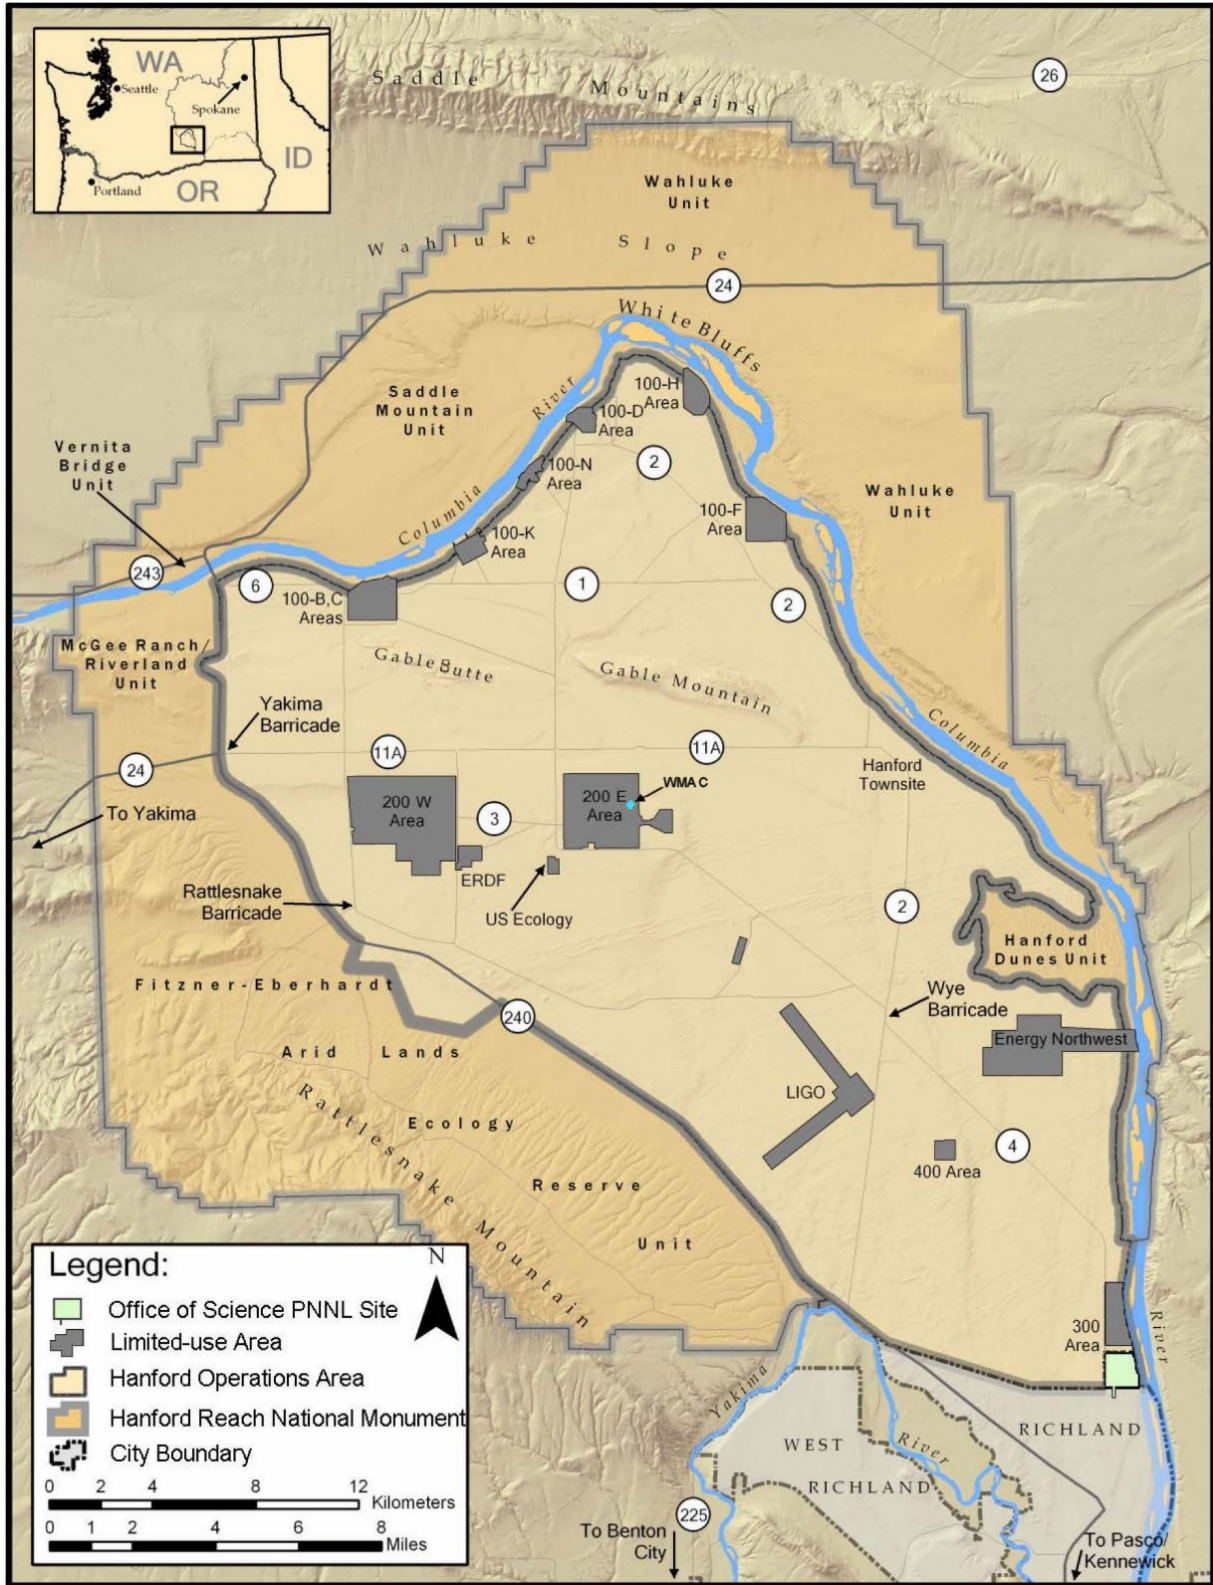 WA
Seattle
Spokane
ID
OR
Portland
Saddle Mountains
26
Wahluke
Unit
Wahluke Slope
24
White Bluffs
Saddle
Mountain
Unit
River
100-H
Area
100-D
Area
2
Vernita
Bridge
Unit
100-N
Area
Columbia
Wahluke
Unit
100-F
Area
100-K
Area
243
6
1
2
100-B,C
Areas
McGee Ranch/
Riverland
Unit
Gable Butte
Gable Mountain
Yakima
Barricade
Columbia
11A
11A
24
Hanford
Townsite
WMA C
200 W
Area
3
200 E
Area
To Yakima
ERDF
Rattlesnake
Barricade
US Ecology
2
Hanford
Dunes Unit
Fitzner-Eberhardt
Wye
Barricade
240
Energy Northwest
Arid Lands
LIGO
Rattlesnake Mountain
Ecology
4
400 Area
Reserve
Unit
300
Area
River
Legend:
N
Office of Science PNNL Site
Limited-use Area
Hanford Operations Area
Hanford Reach National Monument
City Boundary
0 2 4 8 12
Kilometers
0 1 2 4 6 8
Miles
Yakima
River
RICHLAND
WEST
RICHLAND
225
To Benton
City
To Pasco/
Kennewick